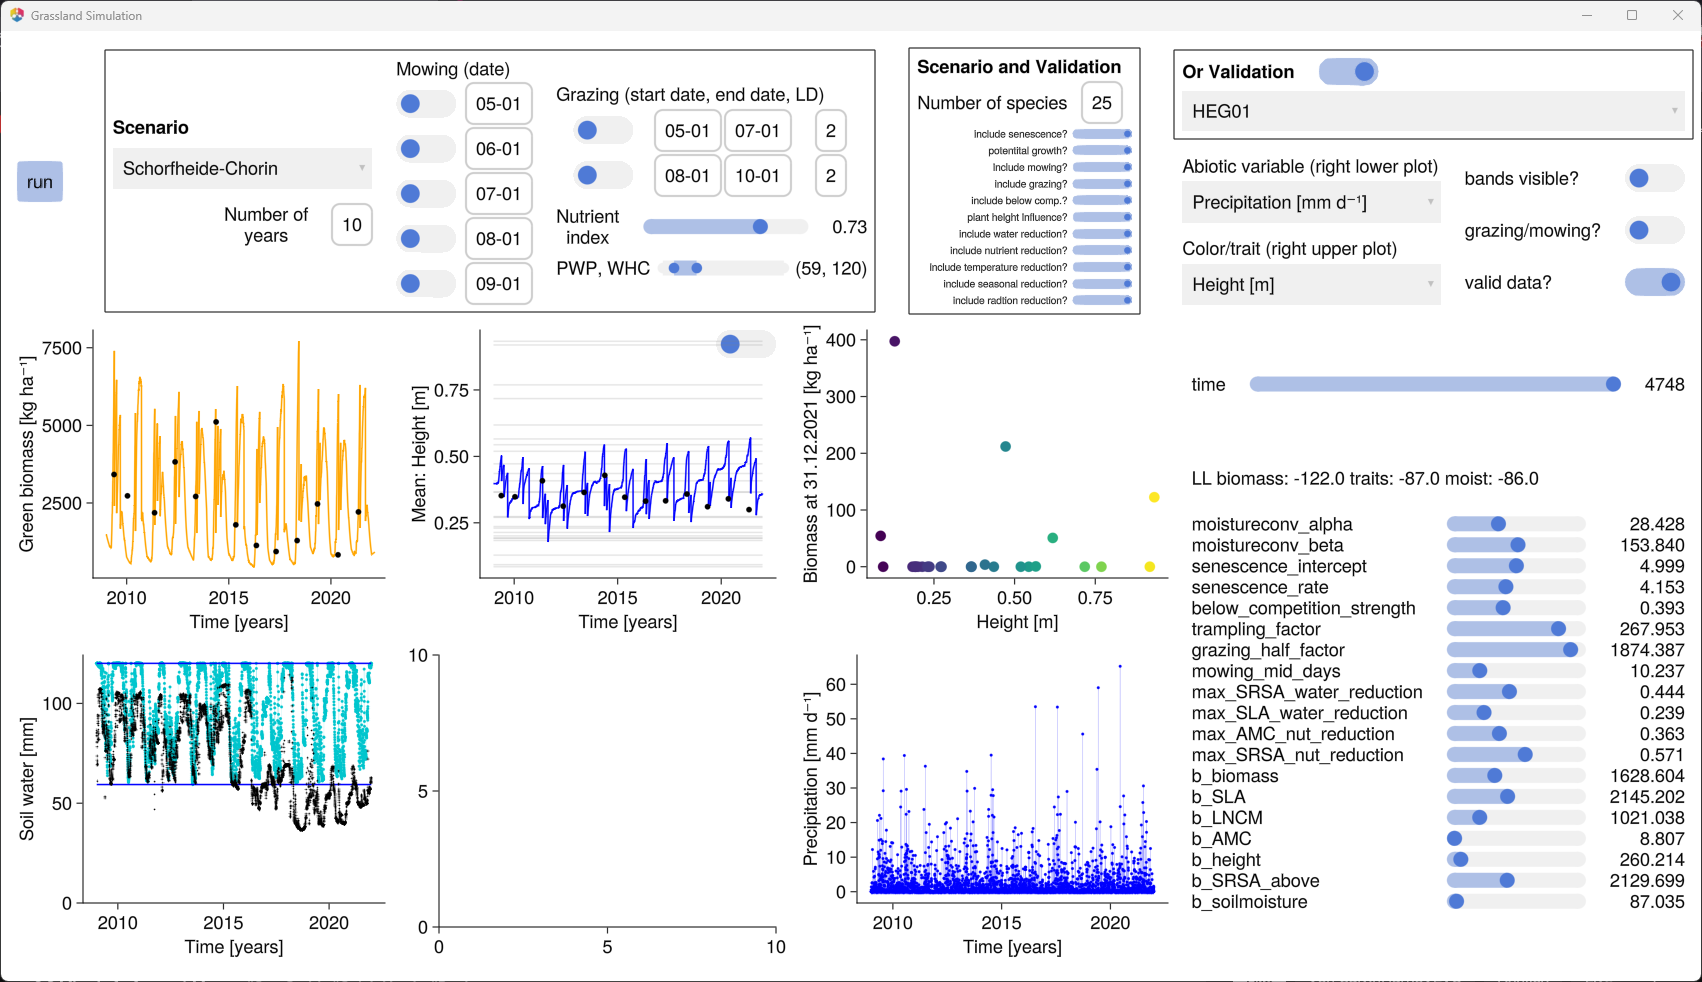 Grassland Simulation
run
Scenario
Schorfheide-Chorin
Number of
years
10
Mowing (date)
05-01
06-01
07-01
08-01
09-01
Grazing (start date, end date, LD)
05-01 07-01 2
08-01 10-01 2
Nutrient
index
0.73
PWP, WHC (59, 120)
Scenario and Validation
Number of species 25
include senescence?
potentital growth?
Include mowing?
include grazing?
include below comp.?
plant height Influence?
include water reduction?
include nutrient reduction?
Include temperature reduction?
include seasonal reduction?
include radtion reduction?
Or Validation
HEG01
Abiotic variable (right lower plot)
Precipitation [mm d⁻¹]
Color/trait (right upper plot)
Height [m]
bands visible?
grazing/mowing?
valid data?
Green biomass [kg ha⁻¹]
7500
5000
2500
2010 2015 2020
Time [years]
Mean: Height [m]
0.75
0.50
0.25
2010 2015 2020
Time [years]
Biomass at 31.12.2021 [kg ha⁻¹]
400
300
200
100
0
0.25 0.50 0.75
Height [m]
time 4748
LL biomass: -122.0 traits: -87.0 moist: -86.0
moistureconv_alpha 28.428
moistureconv_beta 153.840
senescence_intercept 4.999
senescence_rate 4.153
below_competition_strength 0.393
trampling_factor 267.953
grazing_half_factor 1874.387
mowing_mid_days 10.237
max_SRSA_water_reduction 0.444
max_SLA_water_reduction 0.239
max_AMC_nut_reduction 0.363
max_SRSA_nut_reduction 0.571
b_biomass 1628.604
b_SLA 2145.202
b_LNCM 1021.038
b_AMC 8.807
b_height 260.214
b_SRSA_above 2129.699
b_soilmoisture 87.035
Soil water [mm]
100
50
0
2010 2015 2020
Time [years]
10
5
0
0 5 10
Precipitation [mm d⁻¹]
60
50
40
30
20
10
0
2010 2015 2020
Time [years]